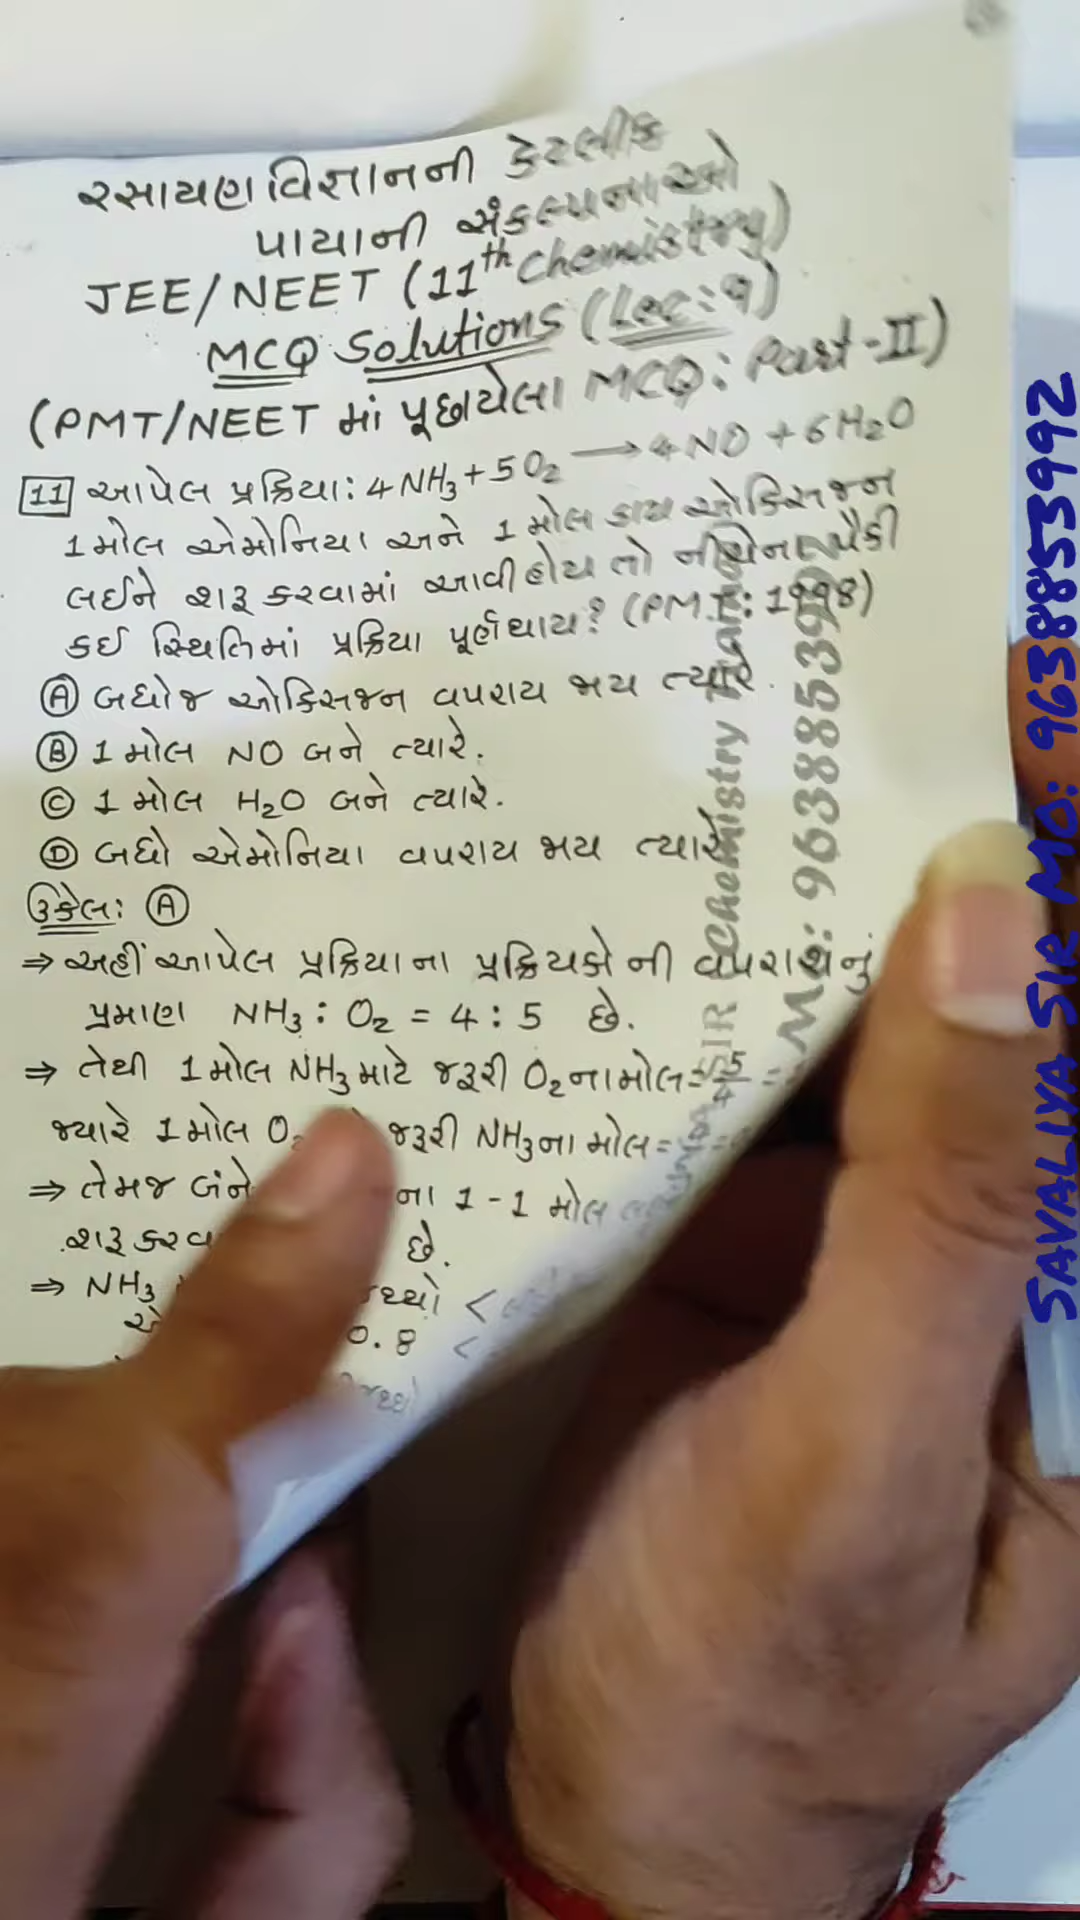 રસાયણવિજ્ઞાનની કેટલીક
પાયાની સંકલ્પનાઓ
JEE/NEET (11th Chemistry)
MCQ Solutions (Lec:9)
(PMT/NEET માં પૂછાયેલા MCQ: Part-II)
11 આપેલ પ્રક્રિયા: 4NH3 + 5O2 ⟶ 4NO + 6H2O
1 મોલ એમોનિયા અને 1 મોલ ડાય ઓક્સિજન
લઈને શરૂ કરવામાં આવી હોય તો નીચેના પૈકી
કઈ સ્થિતિમાં પ્રક્રિયા પૂર્ણ થાય? (PMT: 1998)
Ⓐ બધોજ ઓક્સિજન વપરાય જાય ત્યારે.
Ⓑ 1 મોલ NO બને ત્યારે.
Ⓒ 1 મોલ H2O બને ત્યારે.
Ⓓ બધો એમોનિયા વપરાય જાય ત્યારે
ઉકેલ: Ⓐ
⇒ અહીં આપેલ પ્રક્રિયાના પ્રક્રિયકો ની વપરાશનું
પ્રમાણ NH3 : O2 = 4 : 5 છે.
⇒ તેથી 1 મોલ NH3 માટે જરૂરી O2 ના મોલ = 5/4 =
જ્યારે 1 મોલ O2 જરૂરી NH3 ના મોલ =
⇒ તેમજ બંને ના 1 - 1 મોલ
શરૂ કરવા છે.
⇒ NH3 <
0.8 <
SIR Chemistry
Mo: 9638853992
SAVALIYA SIR MO: 9638853992